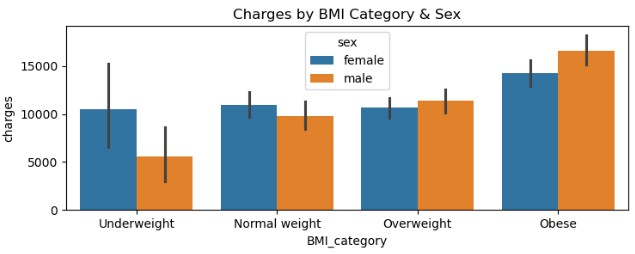 Charges by BMI Category & Sex
charges
15000
10000
5000
0
sex
female
male
Underweight
Normal weight
Overweight
Obese
BMI_category